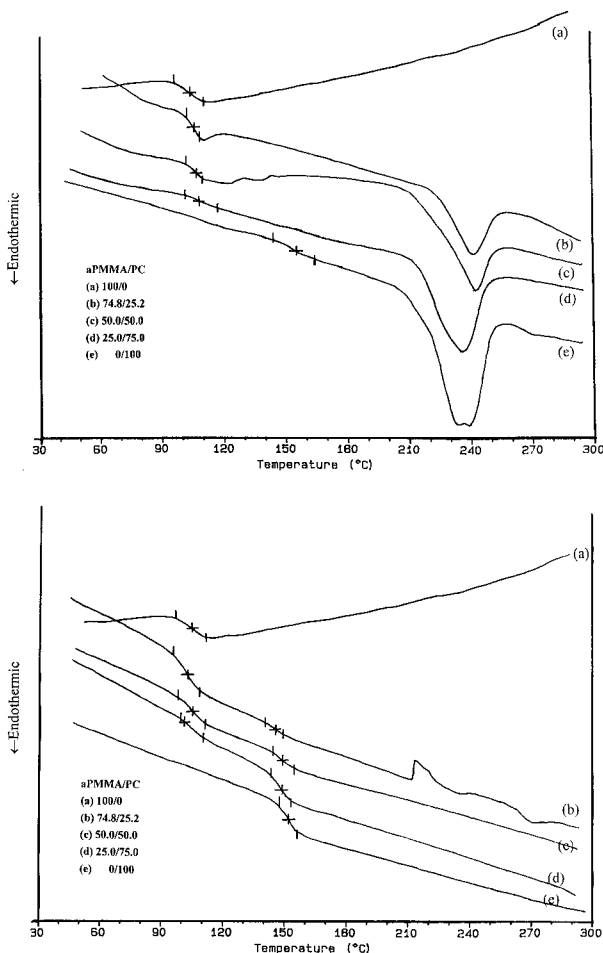 (a)
←Endothermic
(b)
(c)
(d)
(e)
aPMMA/PC
(a) 100/0
(b) 74.8/25.2
(c) 50.0/50.0
(d) 25.0/75.0
(e) 0/100
30 90 120 150 180 210 240 270 300
Temperature (°C)
(a)
←Endothermic
(b)
(c)
(d)
(e)
aPMMA/PC
(a) 100/0
(b) 74.8/25.2
(c) 50.0/50.0
(d) 25.0/75.0
(e) 0/100
30 60 90 120 150 180 210 240 270 300
Temperature (°C)